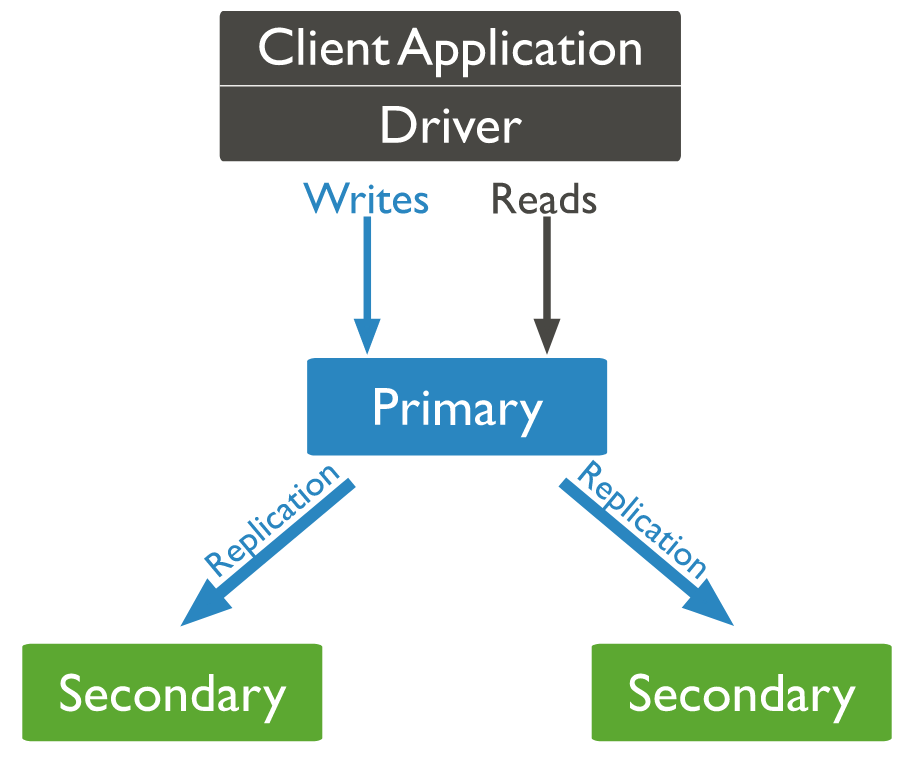 Client Application
Driver
Writes
Reads
Primary
Replication
Replication
Secondary
Secondary